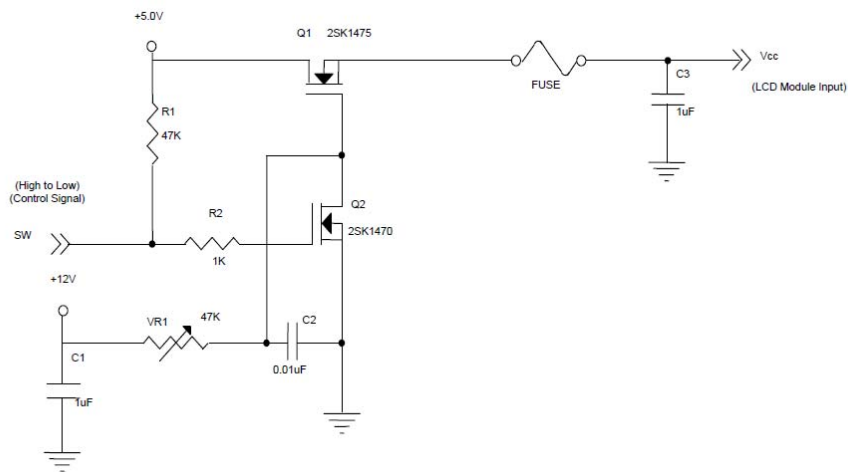 +5.0V
Q1 2SK1475
Vcc
C3
FUSE
(LCD Module Input)
R1
1uF
47K
(High to Low)
(Control Signal)
R2
Q2
SW
2SK1470
1K
+12V
VR1
47K
C2
C1
0.01uF
1uF